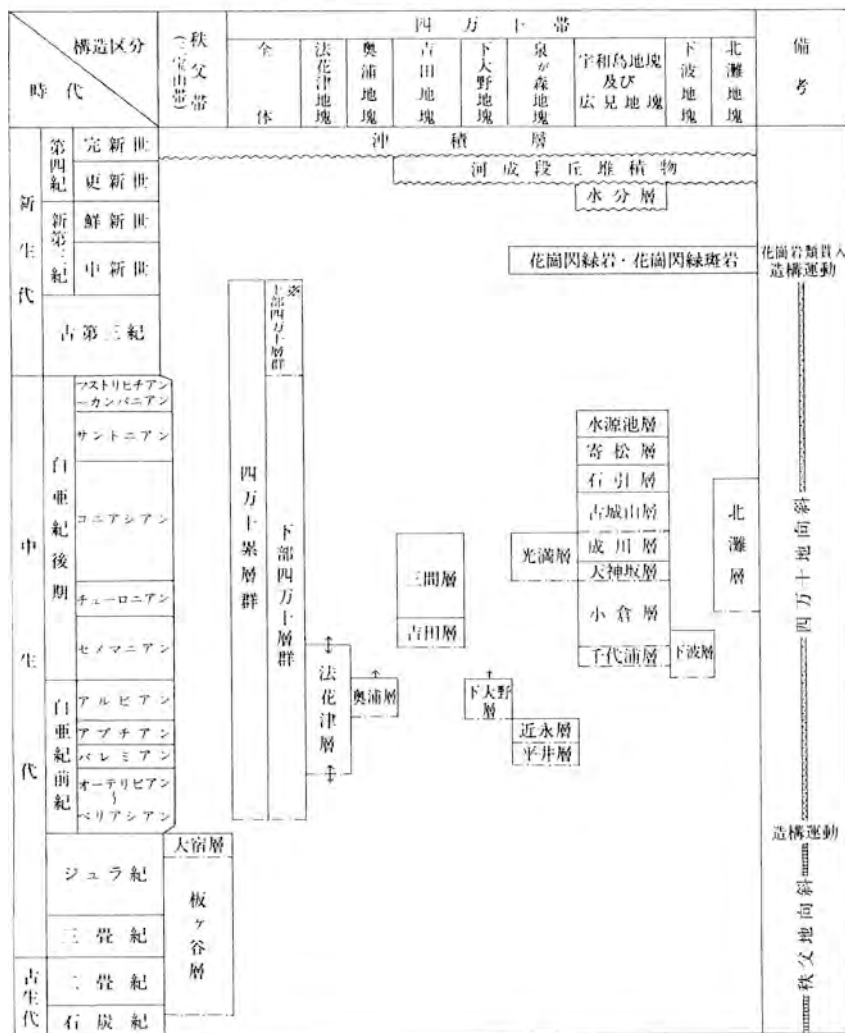 構造区分
時代
秩父帯
(三宝山帯)
四万十帯
全体
法花津地塊
奥浦地塊
吉田地塊
下大野地塊
泉が森地塊
宇和島地塊
及び
広見地塊
下波地塊
北灘地塊
備考
新生代
第四紀
完新世
更新世
新第三紀
鮮新世
中新世
古第三紀
沖積層
河成段丘堆積物
水分層
花崗閃緑岩・花崗閃緑斑岩
花崗岩類貫入
造構運動
中生代
白亜紀後期
マストリヒチアン
~カンパニアン
サントニアン
コニアシアン
チューロニアン
セノマニアン
白亜紀前紀
アルビアン
アプチアン
バレミアン
オーテリビアン
〜
ベリアシアン
ジュラ紀
三畳紀
古生代
二畳紀
石炭紀
大宿層
板ヶ谷層
四万十累層群
※
上部四万十層群
下部四万十層群
法花津層
奥浦層
三間層
吉田層
下大野層
光満層
近永層
平井層
水源池層
寄松層
石引層
古城山層
成川層
天神坂層
小倉層
千代浦層
下波層
北灘層
四万十地向斜
造構運動
秩父地向斜